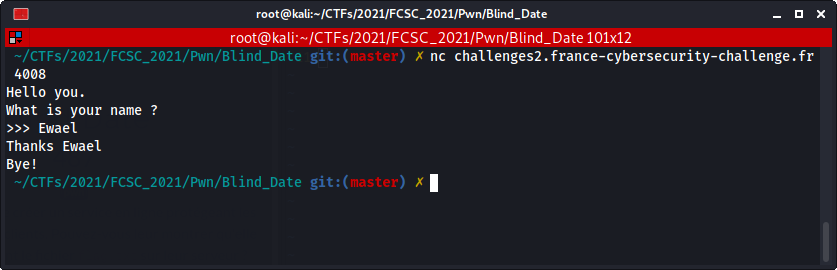 root@kali:~/CTFs/2021/FCSC_2021/Pwn/Blind_Date
root@kali:~/CTFs/2021/FCSC_2021/Pwn/Blind_Date 101x12
~/CTFs/2021/FCSC_2021/Pwn/Blind_Date git:(master) ✗ nc challenges2.france-cybersecurity-challenge.fr
4008
Hello you.
What is your name ?
>>> Ewael
Thanks Ewael
Bye!
~/CTFs/2021/FCSC_2021/Pwn/Blind_Date git:(master) ✗